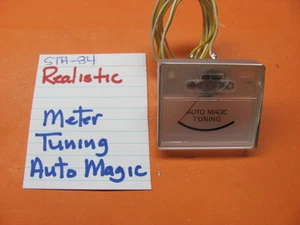 STA-84
Realistic
Meter
Tuning
Auto Magic
AUTO MAGIC
TUNING